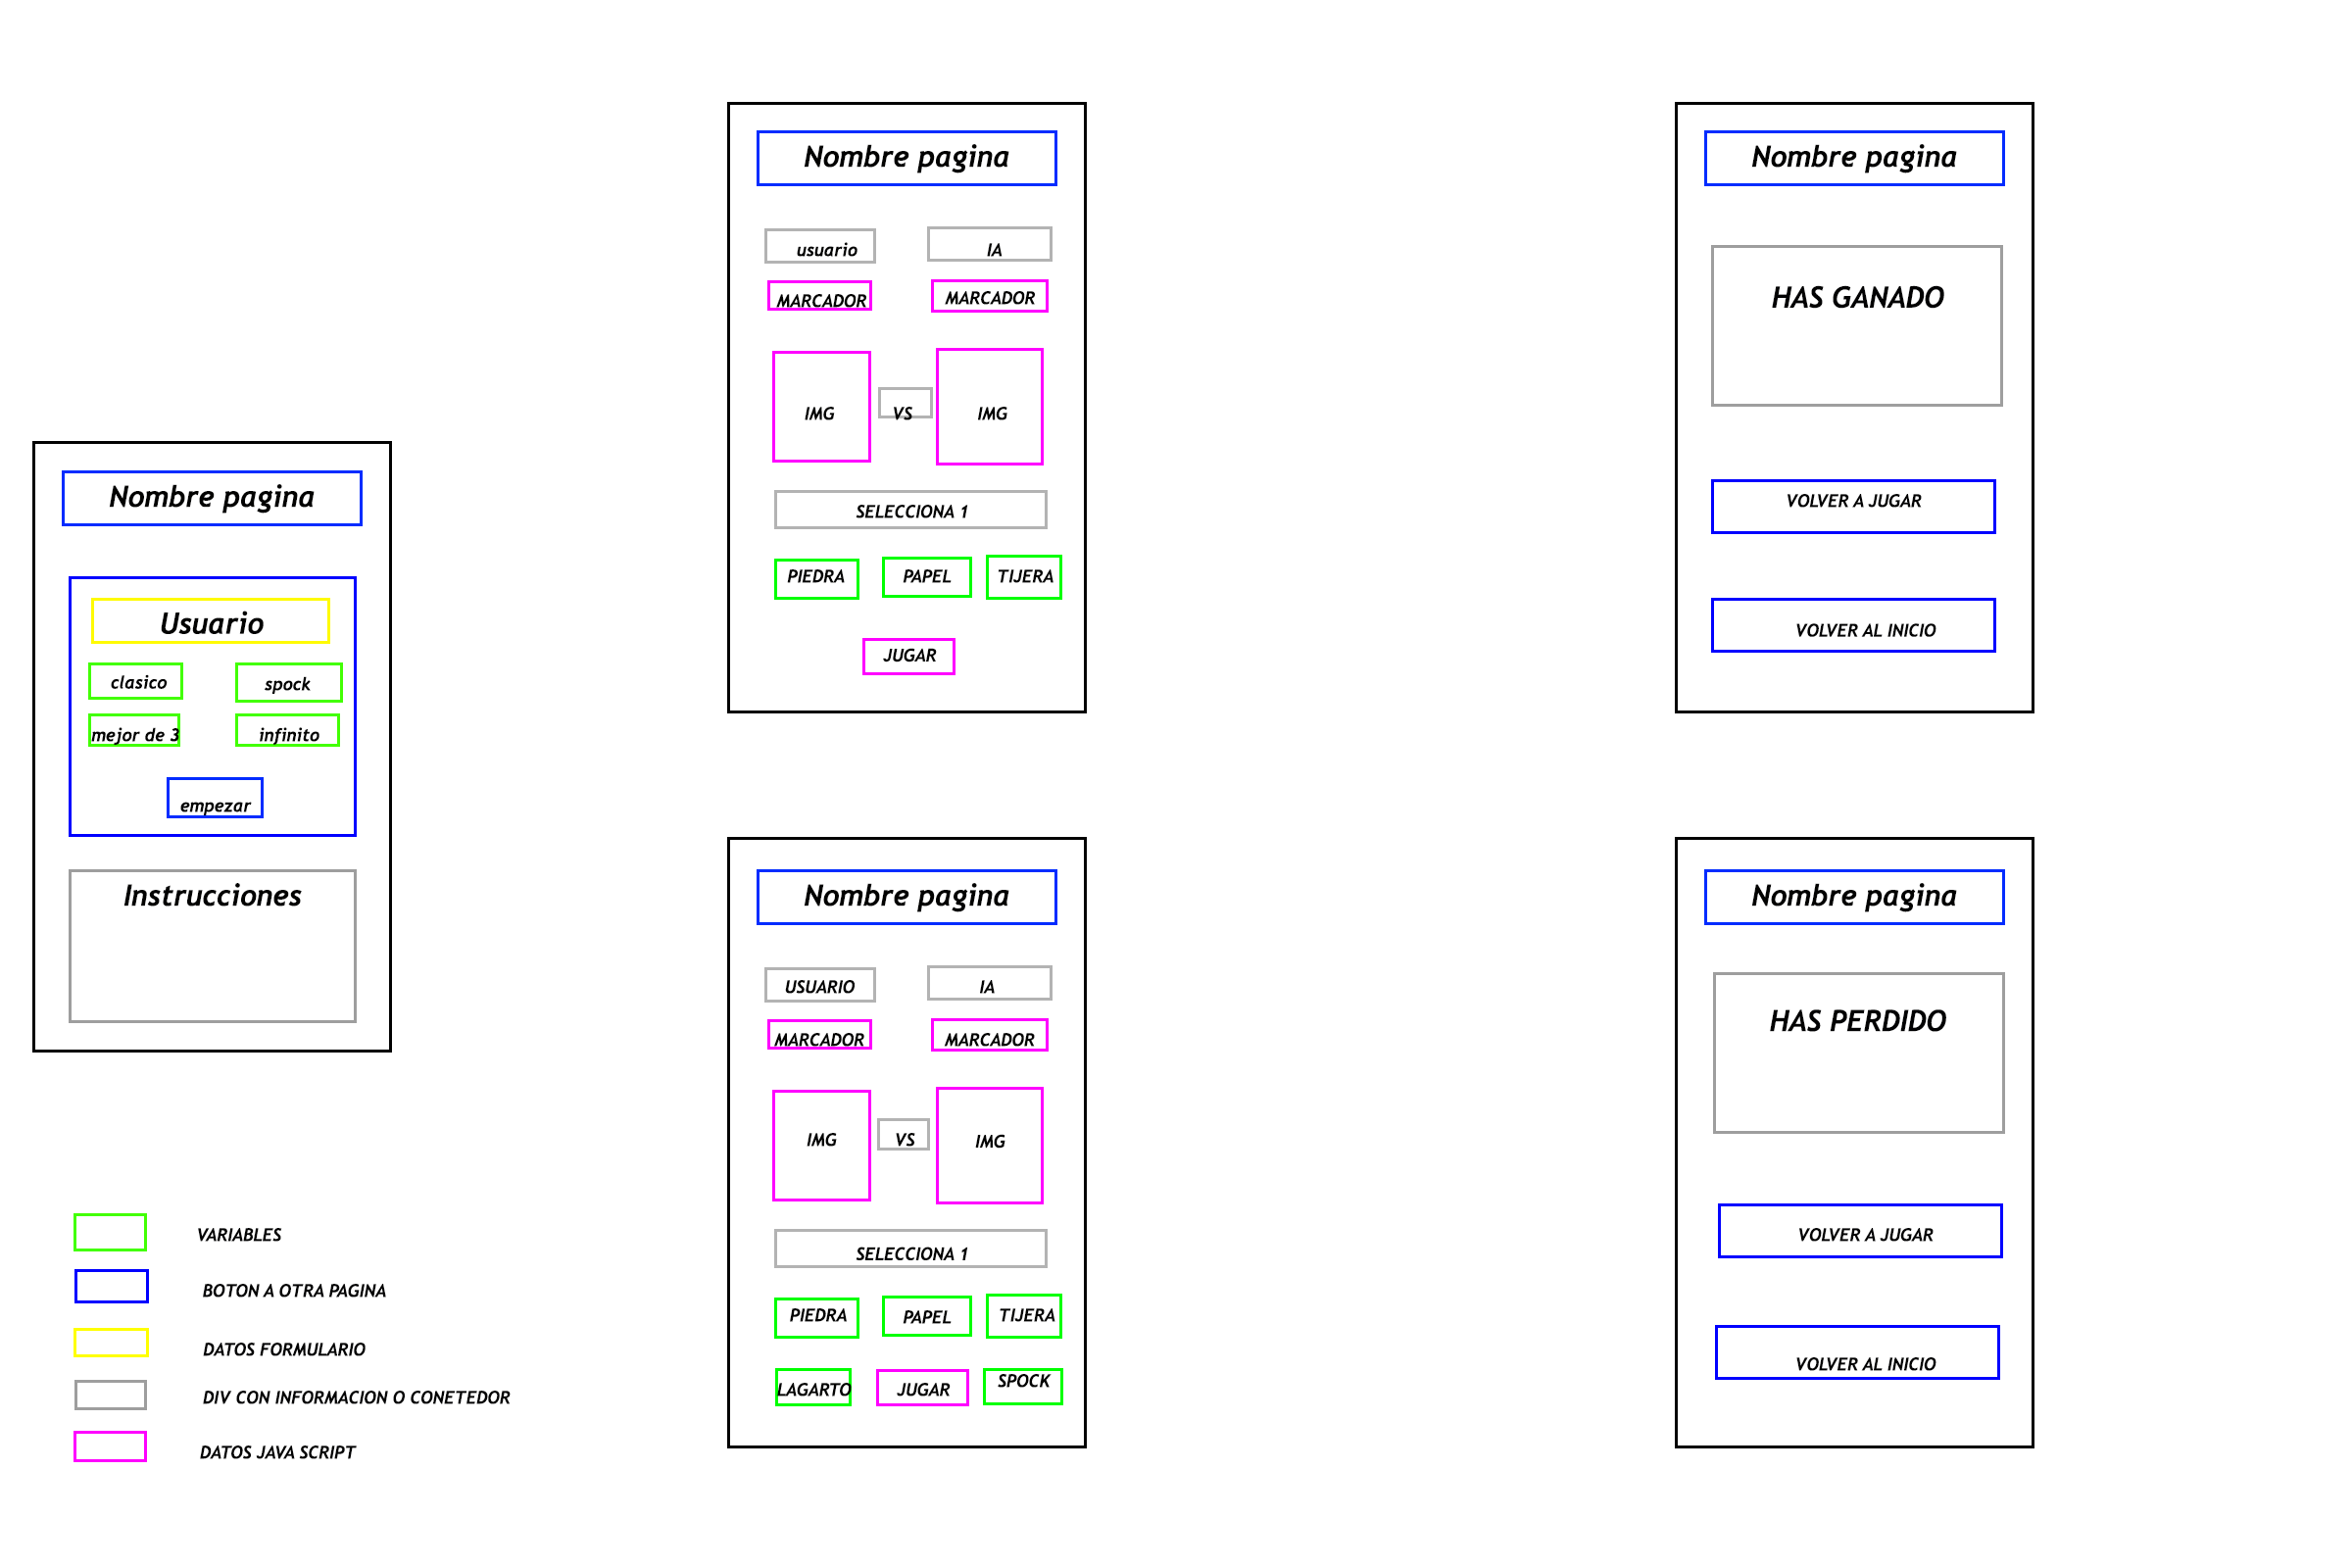 Nombre pagina
Usuario
clasico
spock
mejor de 3
infinito
empezar
Instrucciones
VARIABLES
BOTON A OTRA PAGINA
DATOS FORMULARIO
DIV CON INFORMACION O CONETEDOR
DATOS JAVA SCRIPT
Nombre pagina
usuario
IA
MARCADOR
MARCADOR
IMG
VS
IMG
SELECCIONA 1
PIEDRA
PAPEL
TIJERA
JUGAR
Nombre pagina
USUARIO
IA
MARCADOR
MARCADOR
IMG
VS
IMG
SELECCIONA 1
PIEDRA
PAPEL
TIJERA
LAGARTO
JUGAR
SPOCK
Nombre pagina
HAS GANADO
VOLVER A JUGAR
VOLVER AL INICIO
Nombre pagina
HAS PERDIDO
VOLVER A JUGAR
VOLVER AL INICIO